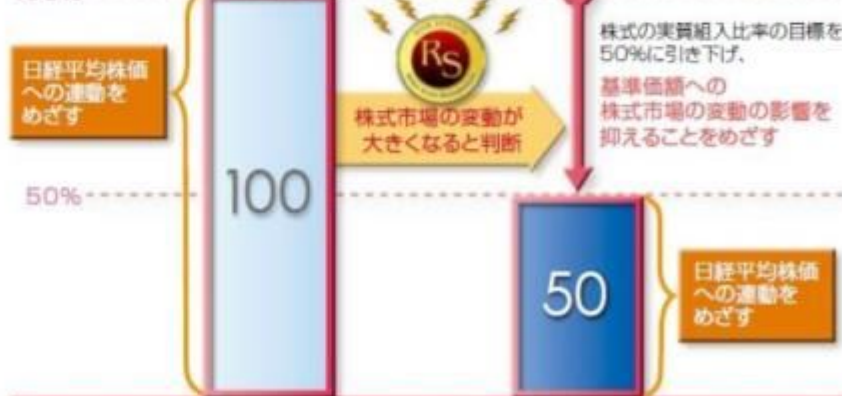 株式の実質組入比率の目標を
50%に引き下げ、
基準価額への
株式市場の変動の影響を
抑えることをめざす
日経平均株価
への連動を
めざす
RS
株式市場の変動が
大きくなると判断
50%
100
50
日経平均株価
への連動を
めざす